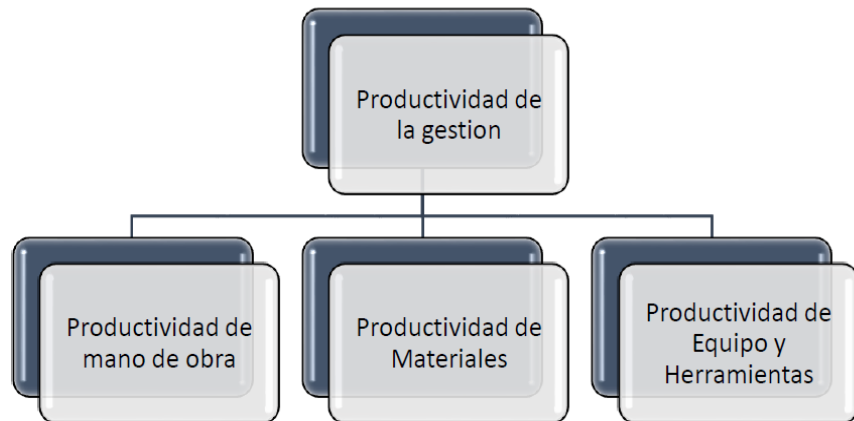 Productividad de
la gestion
Productividad de
mano de obra
Productividad de
Materiales
Productividad de
Equipo y
Herramientas